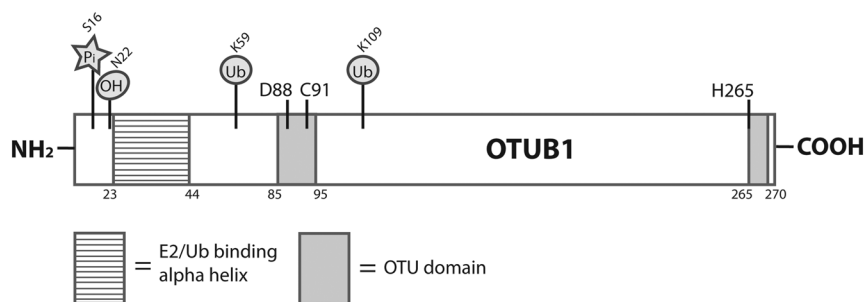 S16
Pi
N22
OH
K59
Ub
K109
Ub
D88 C91
H265
NH₂
OTUB1
COOH
23 44 85 95 265 270
= E2/Ub binding
alpha helix
= OTU domain